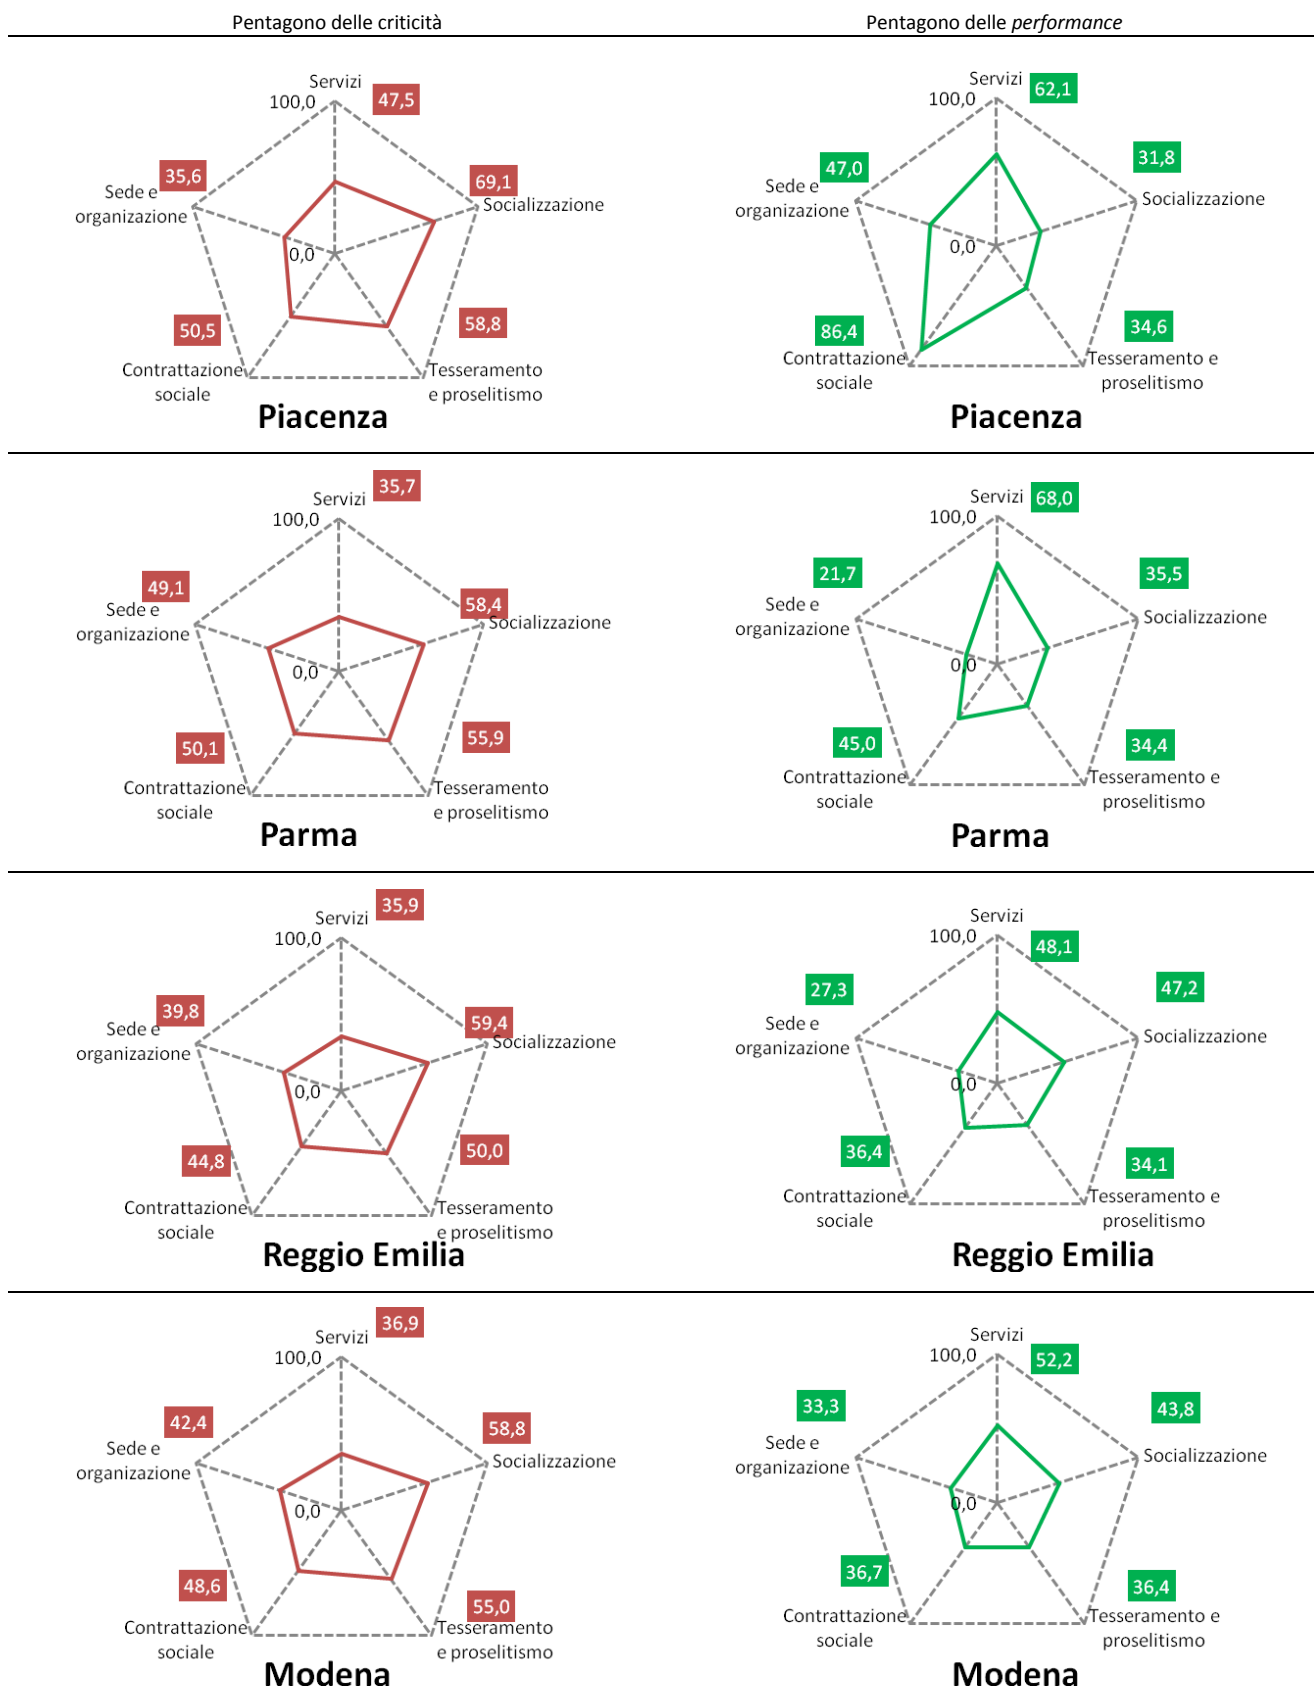 Pentagono delle criticità
Pentagono delle performance
Servizi
47,5
100,0
35,6
69,1
Sede e
organizazione
Socializzazione
0,0
50,5
58,8
Contrattazione
sociale
Tesseramento
e proselitismo
Piacenza
Servizi
62,1
100,0
47,0
31,8
Sede e
organizzazione
Socializzazione
0,0
86,4
34,6
Contrattazione
sociale
Tesseramento e
proselitismo
Piacenza
35,7
Servizi
100,0
49,1
58,4
Sede e
organizazione
Socializzazione
0,0
50,1
55,9
Contrattazione
sociale
Tesseramento
e proselitismo
Parma
Servizi
68,0
100,0
21,7
35,5
Sede e
organizzazione
Socializzazione
0,0
45,0
34,4
Contrattazione
sociale
Tesseramento e
proselitismo
Parma
35,9
Servizi
100,0
39,8
59,4
Sede e
organizazione
Socializzazione
0,0
44,8
50,0
Contrattazione
sociale
Tesseramento
e proselitismo
Reggio Emilia
Servizi
100,0
48,1
27,3
47,2
Sede e
organizzazione
Socializzazione
0,0
36,4
34,1
Contrattazione
sociale
Tesseramento e
proselitismo
Reggio Emilia
36,9
Servizi
100,0
42,4
58,8
Sede e
organizazione
Socializzazione
0,0
48,6
55,0
Contrattazione
sociale
Tesseramento
e proselitismo
Modena
Servizi
100,0
52,2
33,3
43,8
Sede e
organizzazione
Socializzazione
0,0
36,7
36,4
Contrattazione
sociale
Tesseramento e
proselitismo
Modena